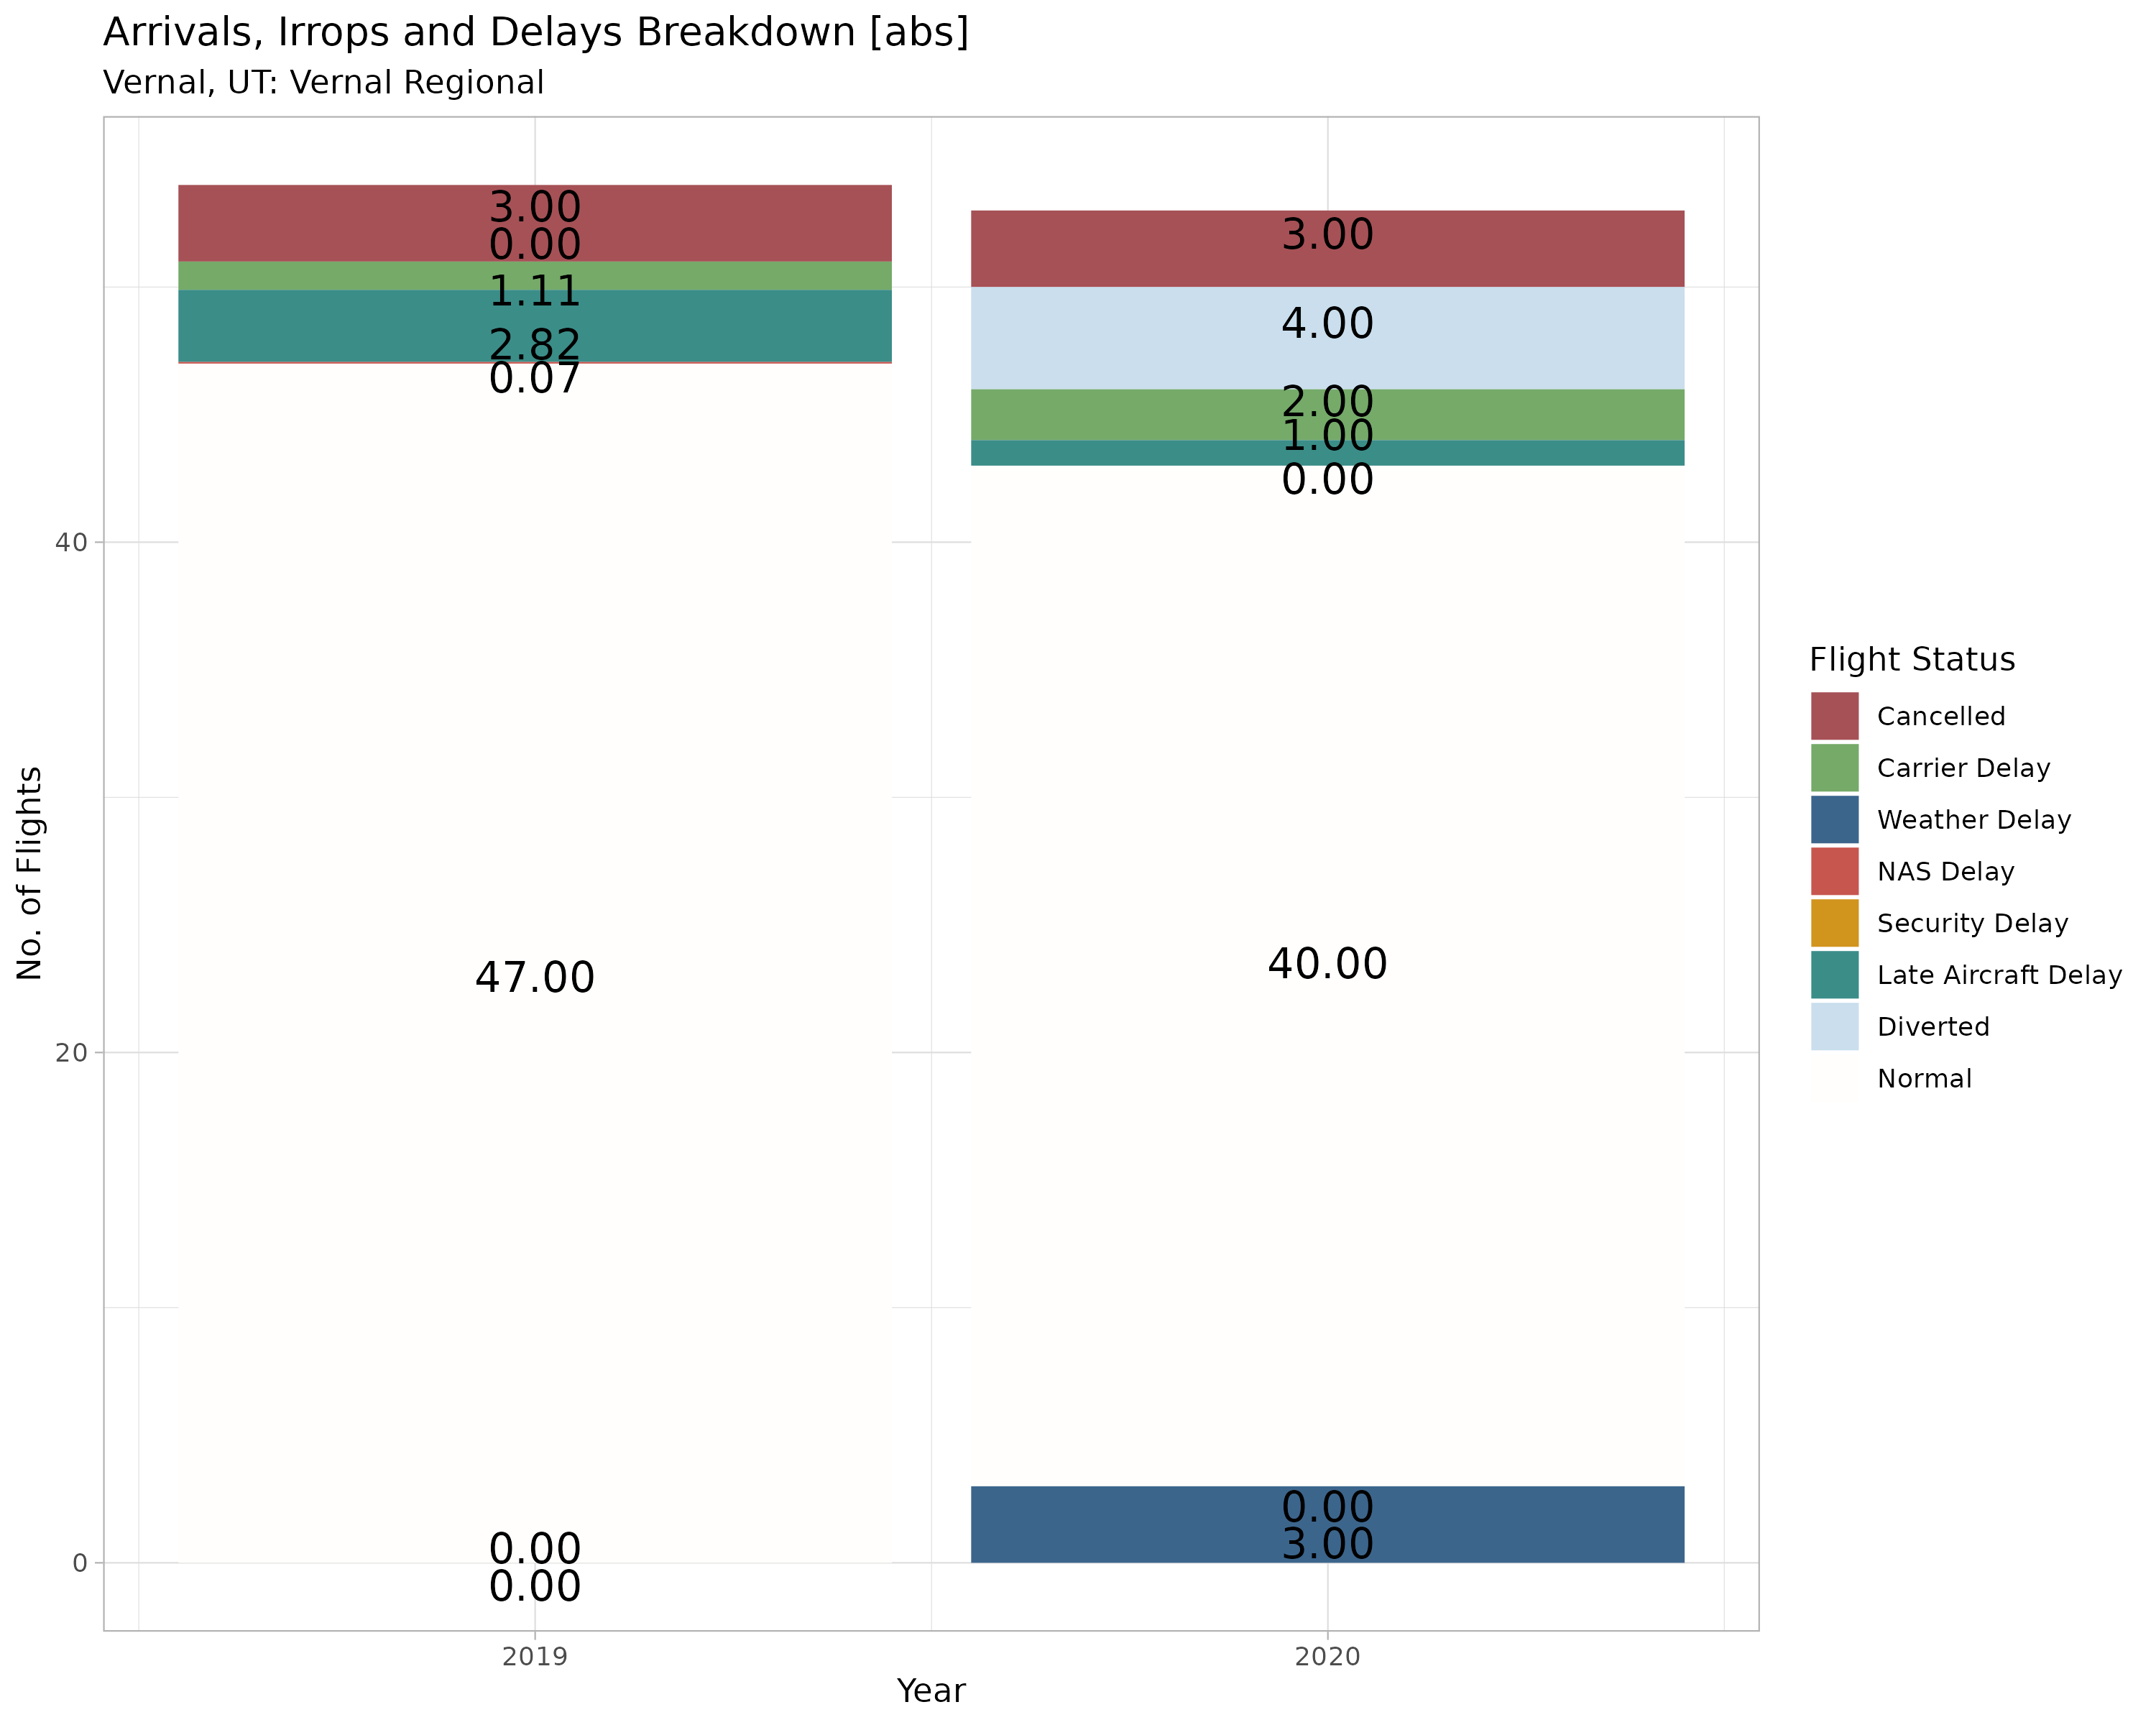 Arrivals, Irrops and Delays Breakdown [abs]
Vernal, UT: Vernal Regional
No. of Flights
40
20
0
3.00
0.00
1.11
2.82
0.07
47.00
0.00
0.00
3.00
4.00
2.00
1.00
0.00
40.00
0.00
3.00
2019
2020
Year
Flight Status
Cancelled
Carrier Delay
Weather Delay
NAS Delay
Security Delay
Late Aircraft Delay
Diverted
Normal